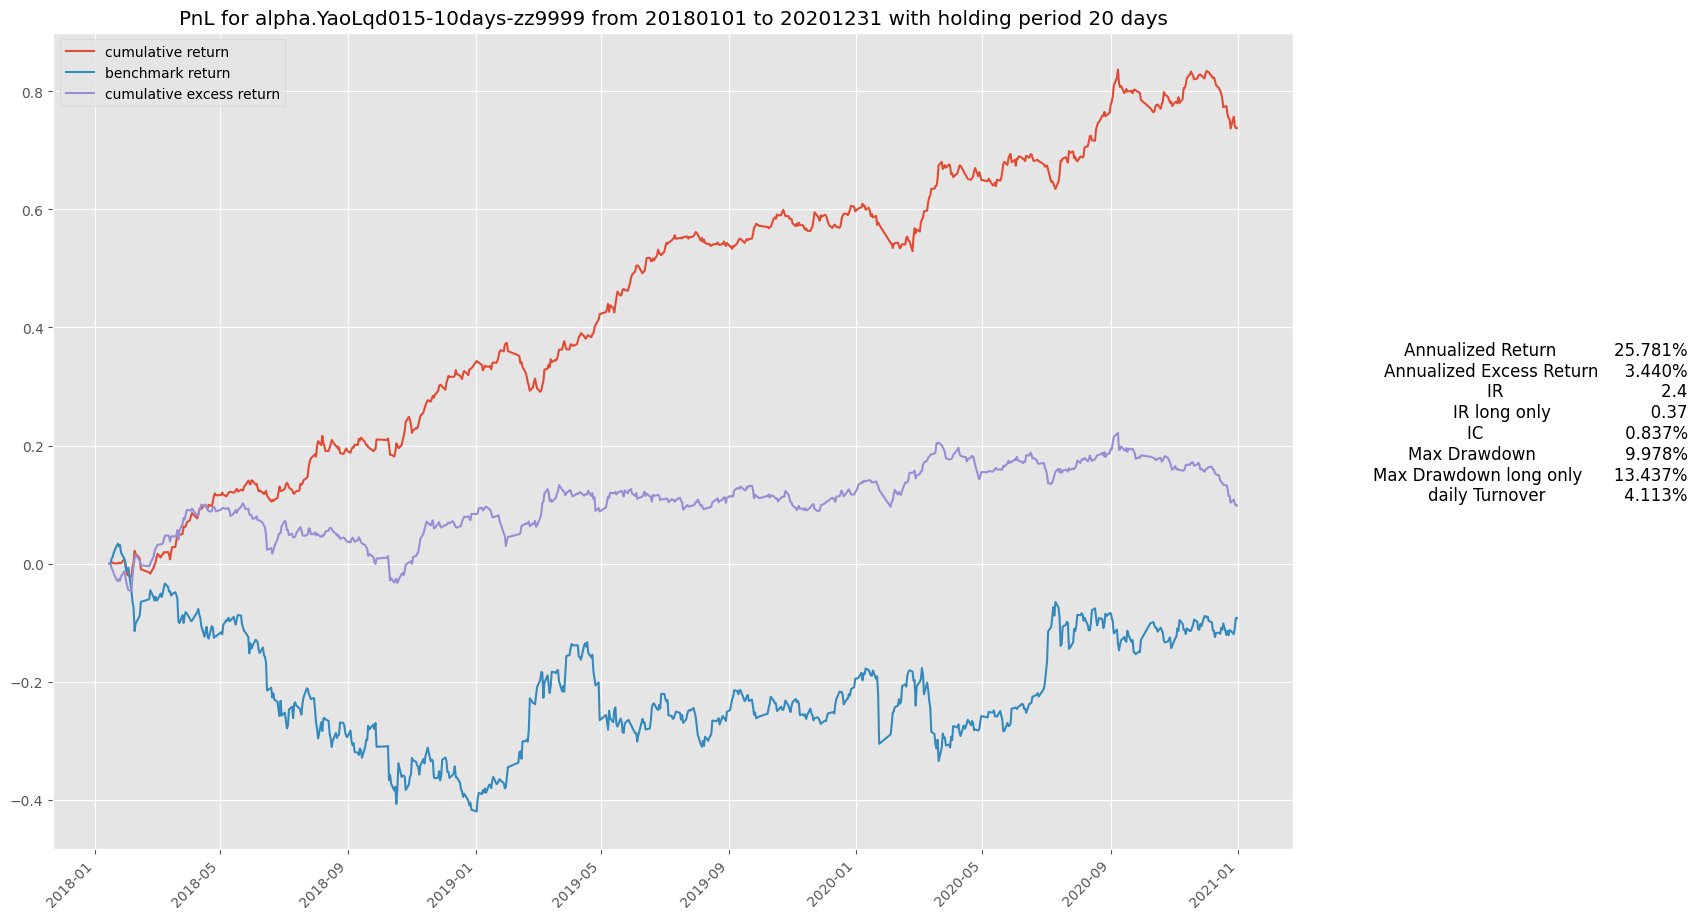 PnL for alpha.YaoLqd015-10days-zz9999 from 20180101 to 20201231 with holding period 20 days
cumulative return
benchmark return
cumulative excess return
0.8
0.6
0.4
0.2
0.0
−0.2
−0.4
2018-01
2018-05
2018-09
2019-01
2019-05
2019-09
2020-01
2020-05
2020-09
2021-01
Annualized Return 25.781%
Annualized Excess Return 3.440%
IR 2.4
IR long only 0.37
IC 0.837%
Max Drawdown 9.978%
Max Drawdown long only 13.437%
daily Turnover 4.113%